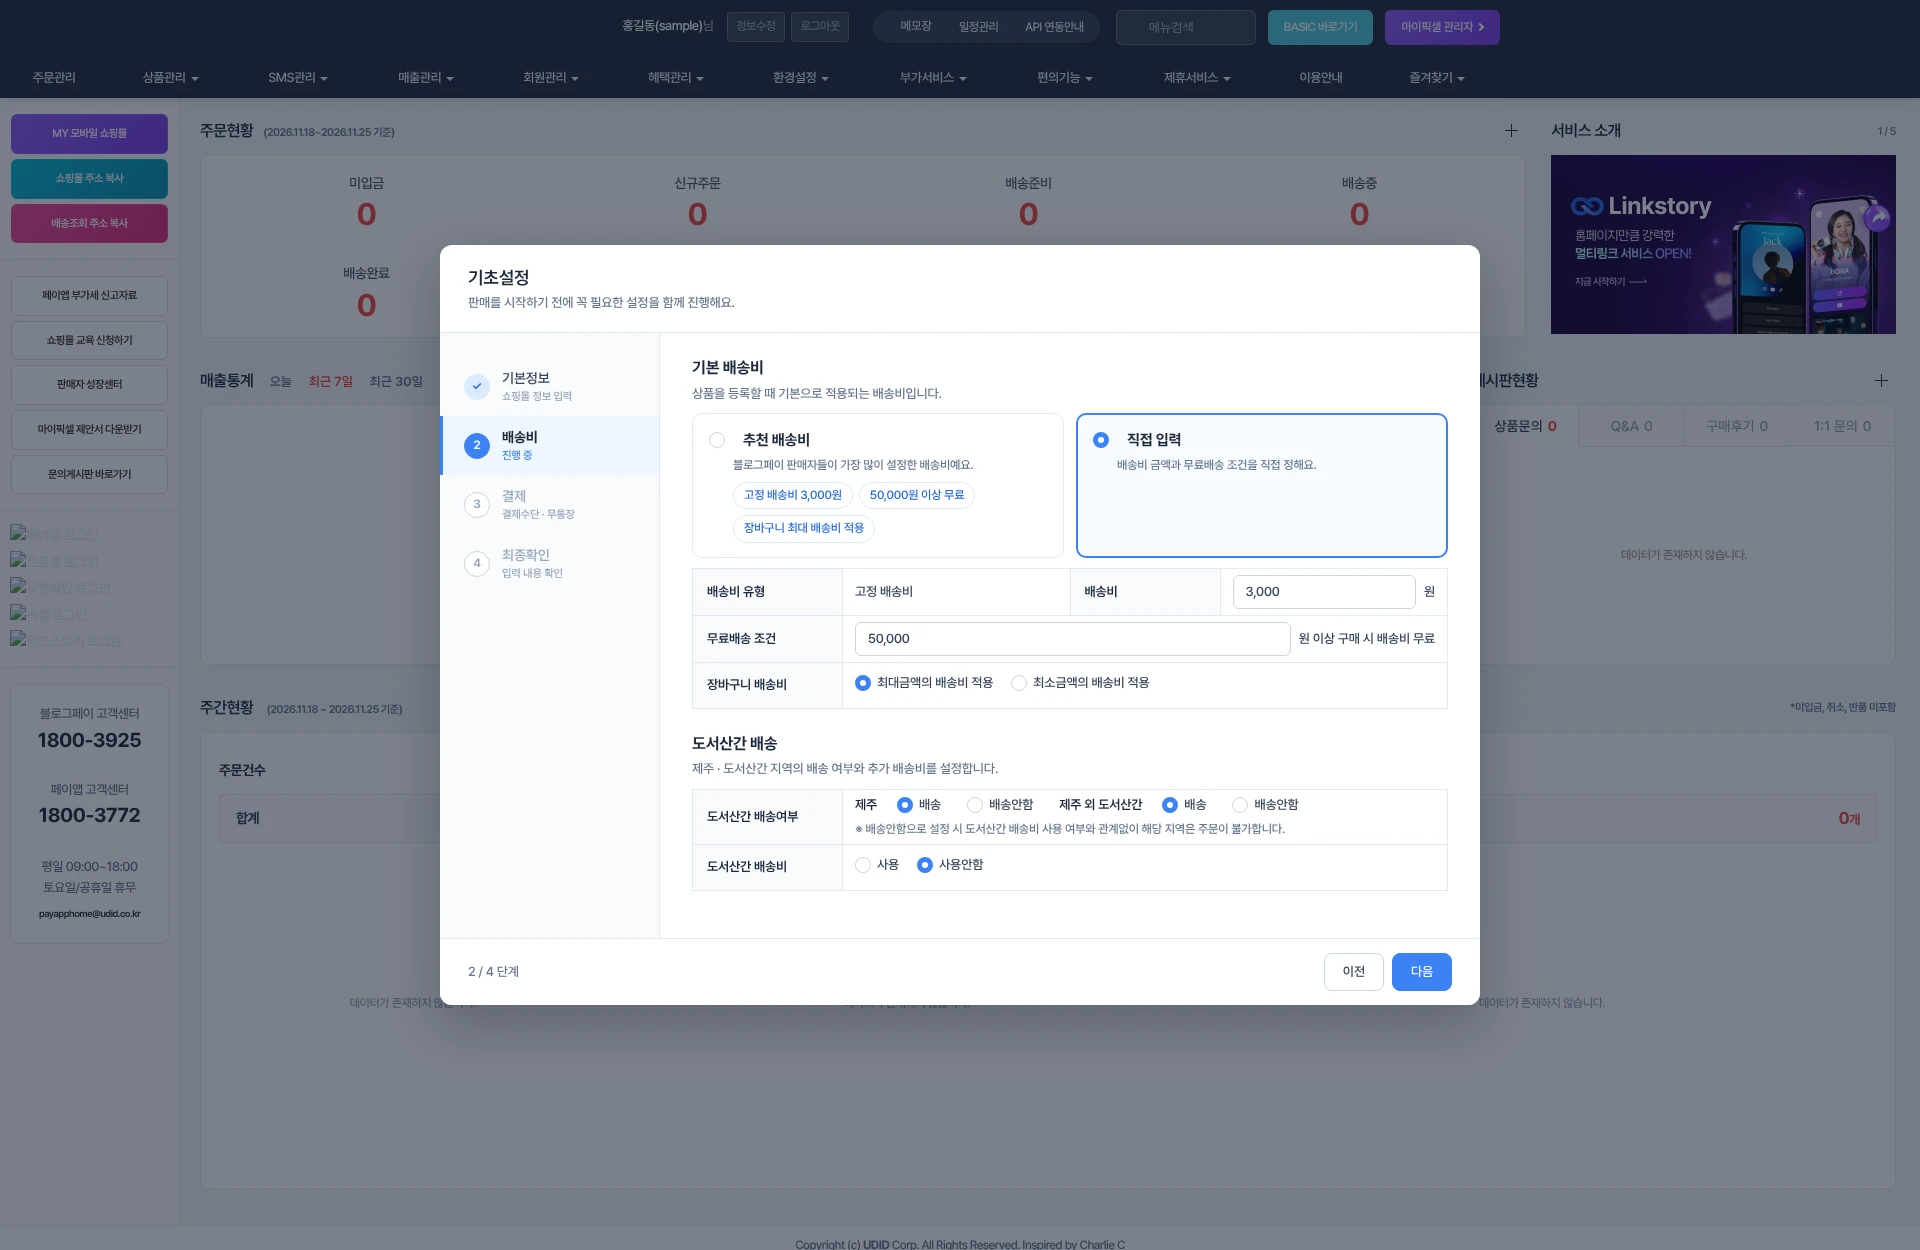 홍길동(sample)님
정보수정
로그아웃
메모장
일정관리
API 연동안내
메뉴검색
BASIC 바로가기
마이픽셀 관리자
주문관리
상품관리
SMS관리
매출관리
회원관리
혜택관리
환경설정
부가서비스
편의기능
제휴서비스
이용안내
즐겨찾기
MY 모바일 쇼핑몰
쇼핑몰 주소 복사
배송조회 주소 복사
페이앱 부가세 신고자료
쇼핑몰 교육 신청하기
판매자 성장센터
마이픽셀 제안서 다운받기
문의게시판 바로가기
블로그페이 고객센터
1800-3925
페이앱 고객센터
1800-3772
평일 09:00~18:00
토요일/공휴일 휴무
payapphome@udid.co.kr
주문현황 (2026.11.18~2026.11.25 기준)
미입금
0
신규주문
0
배송준비
0
배송중
0
배송완료
0
서비스 소개
1 / 5
Linkstory
홈페이지만큼 강력한
멀티링크 서비스 OPEN!
지금 시작하기
Jack
BORA
매출통계
오늘
최근 7일
최근 30일
게시판현황
상품문의 0
Q&A 0
구매후기 0
1:1 문의 0
데이터가 존재하지 않습니다.
주간현황 (2026.11.18 ~ 2026.11.25 기준)
*미입금, 취소, 반품 미포함
주문건수
합계
0개
데이터가 존재하지 않
데이터가 존재하지 않습니다.
기초설정
판매를 시작하기 전에 꼭 필요한 설정을 함께 진행해요.
기본정보
쇼핑몰 정보 입력
2
배송비
진행 중
3
결제
결제수단 · 무통장
4
최종확인
입력 내용 확인
기본 배송비
상품을 등록할 때 기본으로 적용되는 배송비입니다.
추천 배송비
블로그페이 판매자들이 가장 많이 설정한 배송비예요.
고정 배송비 3,000원
50,000원 이상 무료
장바구니 최대 배송비 적용
직접 입력
배송비 금액과 무료배송 조건을 직접 정해요.
배송비 유형
고정 배송비
배송비
3,000
원
무료배송 조건
50,000
원 이상 구매 시 배송비 무료
장바구니 배송비
최대금액의 배송비 적용
최소금액의 배송비 적용
도서산간 배송
제주 · 도서산간 지역의 배송 여부와 추가 배송비를 설정합니다.
도서산간 배송여부
제주
배송
배송안함
제주 외 도서산간
배송
배송안함
※ 배송안함으로 설정 시 도서산간 배송비 사용 여부와 관계없이 해당 지역은 주문이 불가합니다.
도서산간 배송비
사용
사용안함
2 / 4 단계
이전
다음
Copyright (c) UDID Corp. All Rights Reserved. Inspired by Charlie C